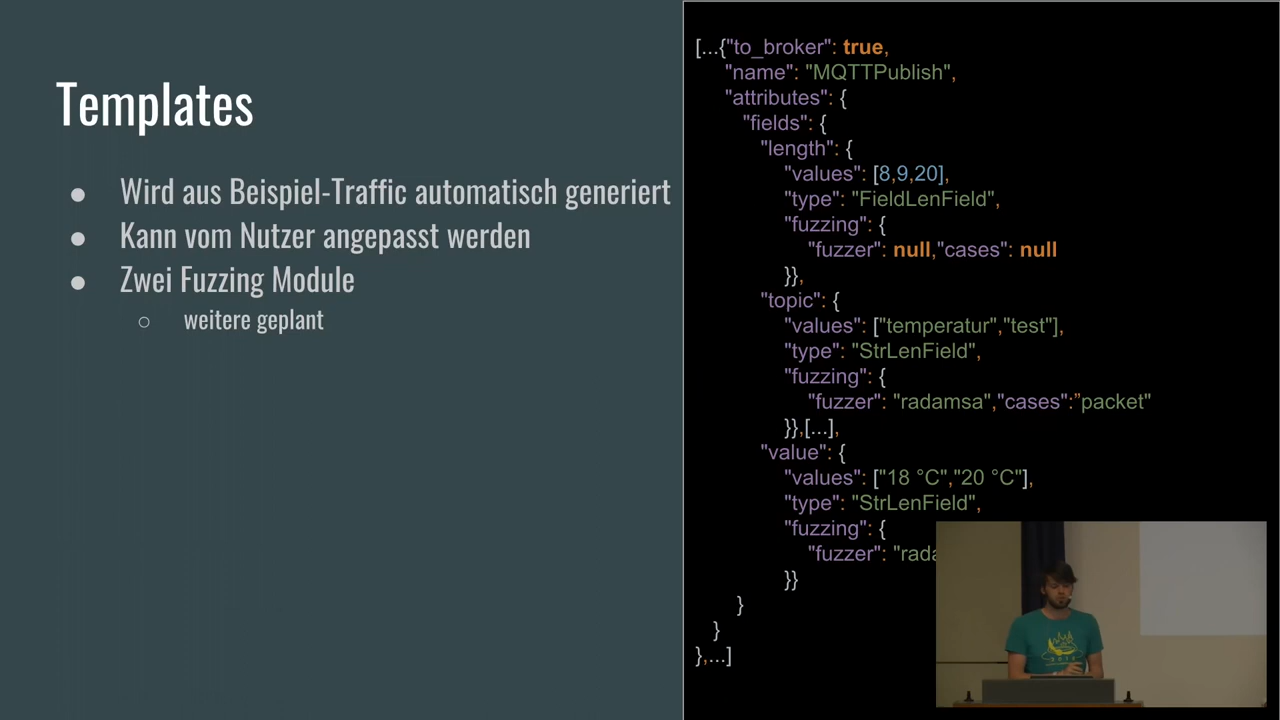 Templates
● Wird aus Beispiel-Traffic automatisch generiert
● Kann vom Nutzer angepasst werden
● Zwei Fuzzing Module
○ weitere geplant
[...{"to_broker": true,
"name": "MQTTPublish",
"attributes": {
"fields": {
"length": {
"values": [8,9,20],
"type": "FieldLenField",
"fuzzing": {
"fuzzer": null,"cases": null
}},
"topic": {
"values": ["temperatur","test"],
"type": "StrLenField",
"fuzzing": {
"fuzzer": "radamsa","cases":"packet"
}},[...],
"value": {
"values": ["18 °C","20 °C"],
"type": "StrLenField",
"fuzzing": {
"fuzzer": "rada
}}
}
}
},...]